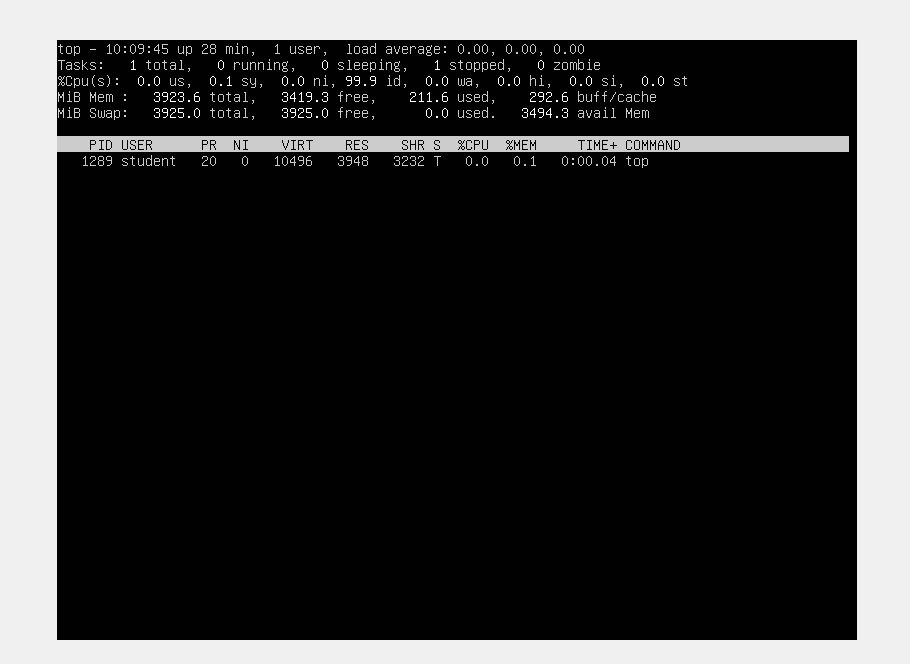 top - 10:09:45 up 28 min,  1 user,  load average: 0.00, 0.00, 0.00
Tasks:   1 total,   0 running,   0 sleeping,   1 stopped,   0 zombie
%Cpu(s):  0.0 us,  0.1 sy,  0.0 ni, 99.9 id,  0.0 wa,  0.0 hi,  0.0 si,  0.0 st
MiB Mem :   3923.6 total,   3419.3 free,    211.6 used,    292.6 buff/cache
MiB Swap:   3925.0 total,   3925.0 free,      0.0 used.   3494.3 avail Mem
PID USER      PR  NI    VIRT    RES    SHR S  %CPU  %MEM     TIME+ COMMAND
1289 student   20   0   10496   3948   3232 T   0.0   0.1   0:00.04 top